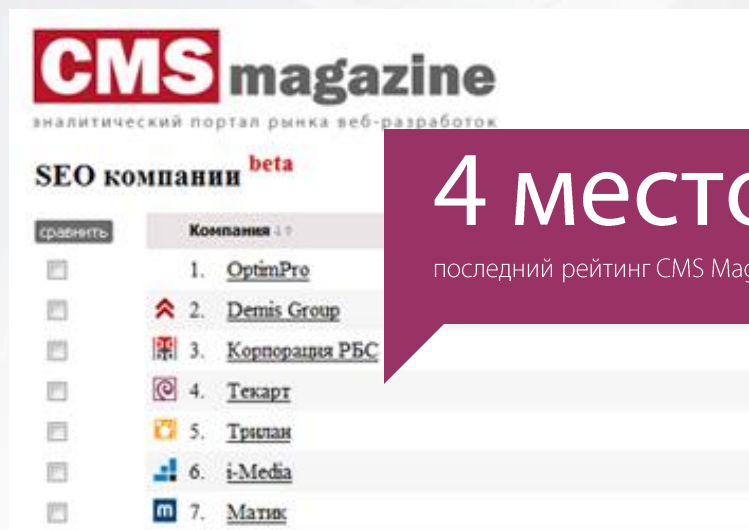 CMS magazine
аналитический портал рынка веб-разработок
SEO компании beta
сравнить Компания
4 место
последний рейтинг CMS Mag
1. OptimPro
2. Demis Group
3. Корпорация РБС
4. Текарт
5. Трилан
6. i-Media
7. Матик